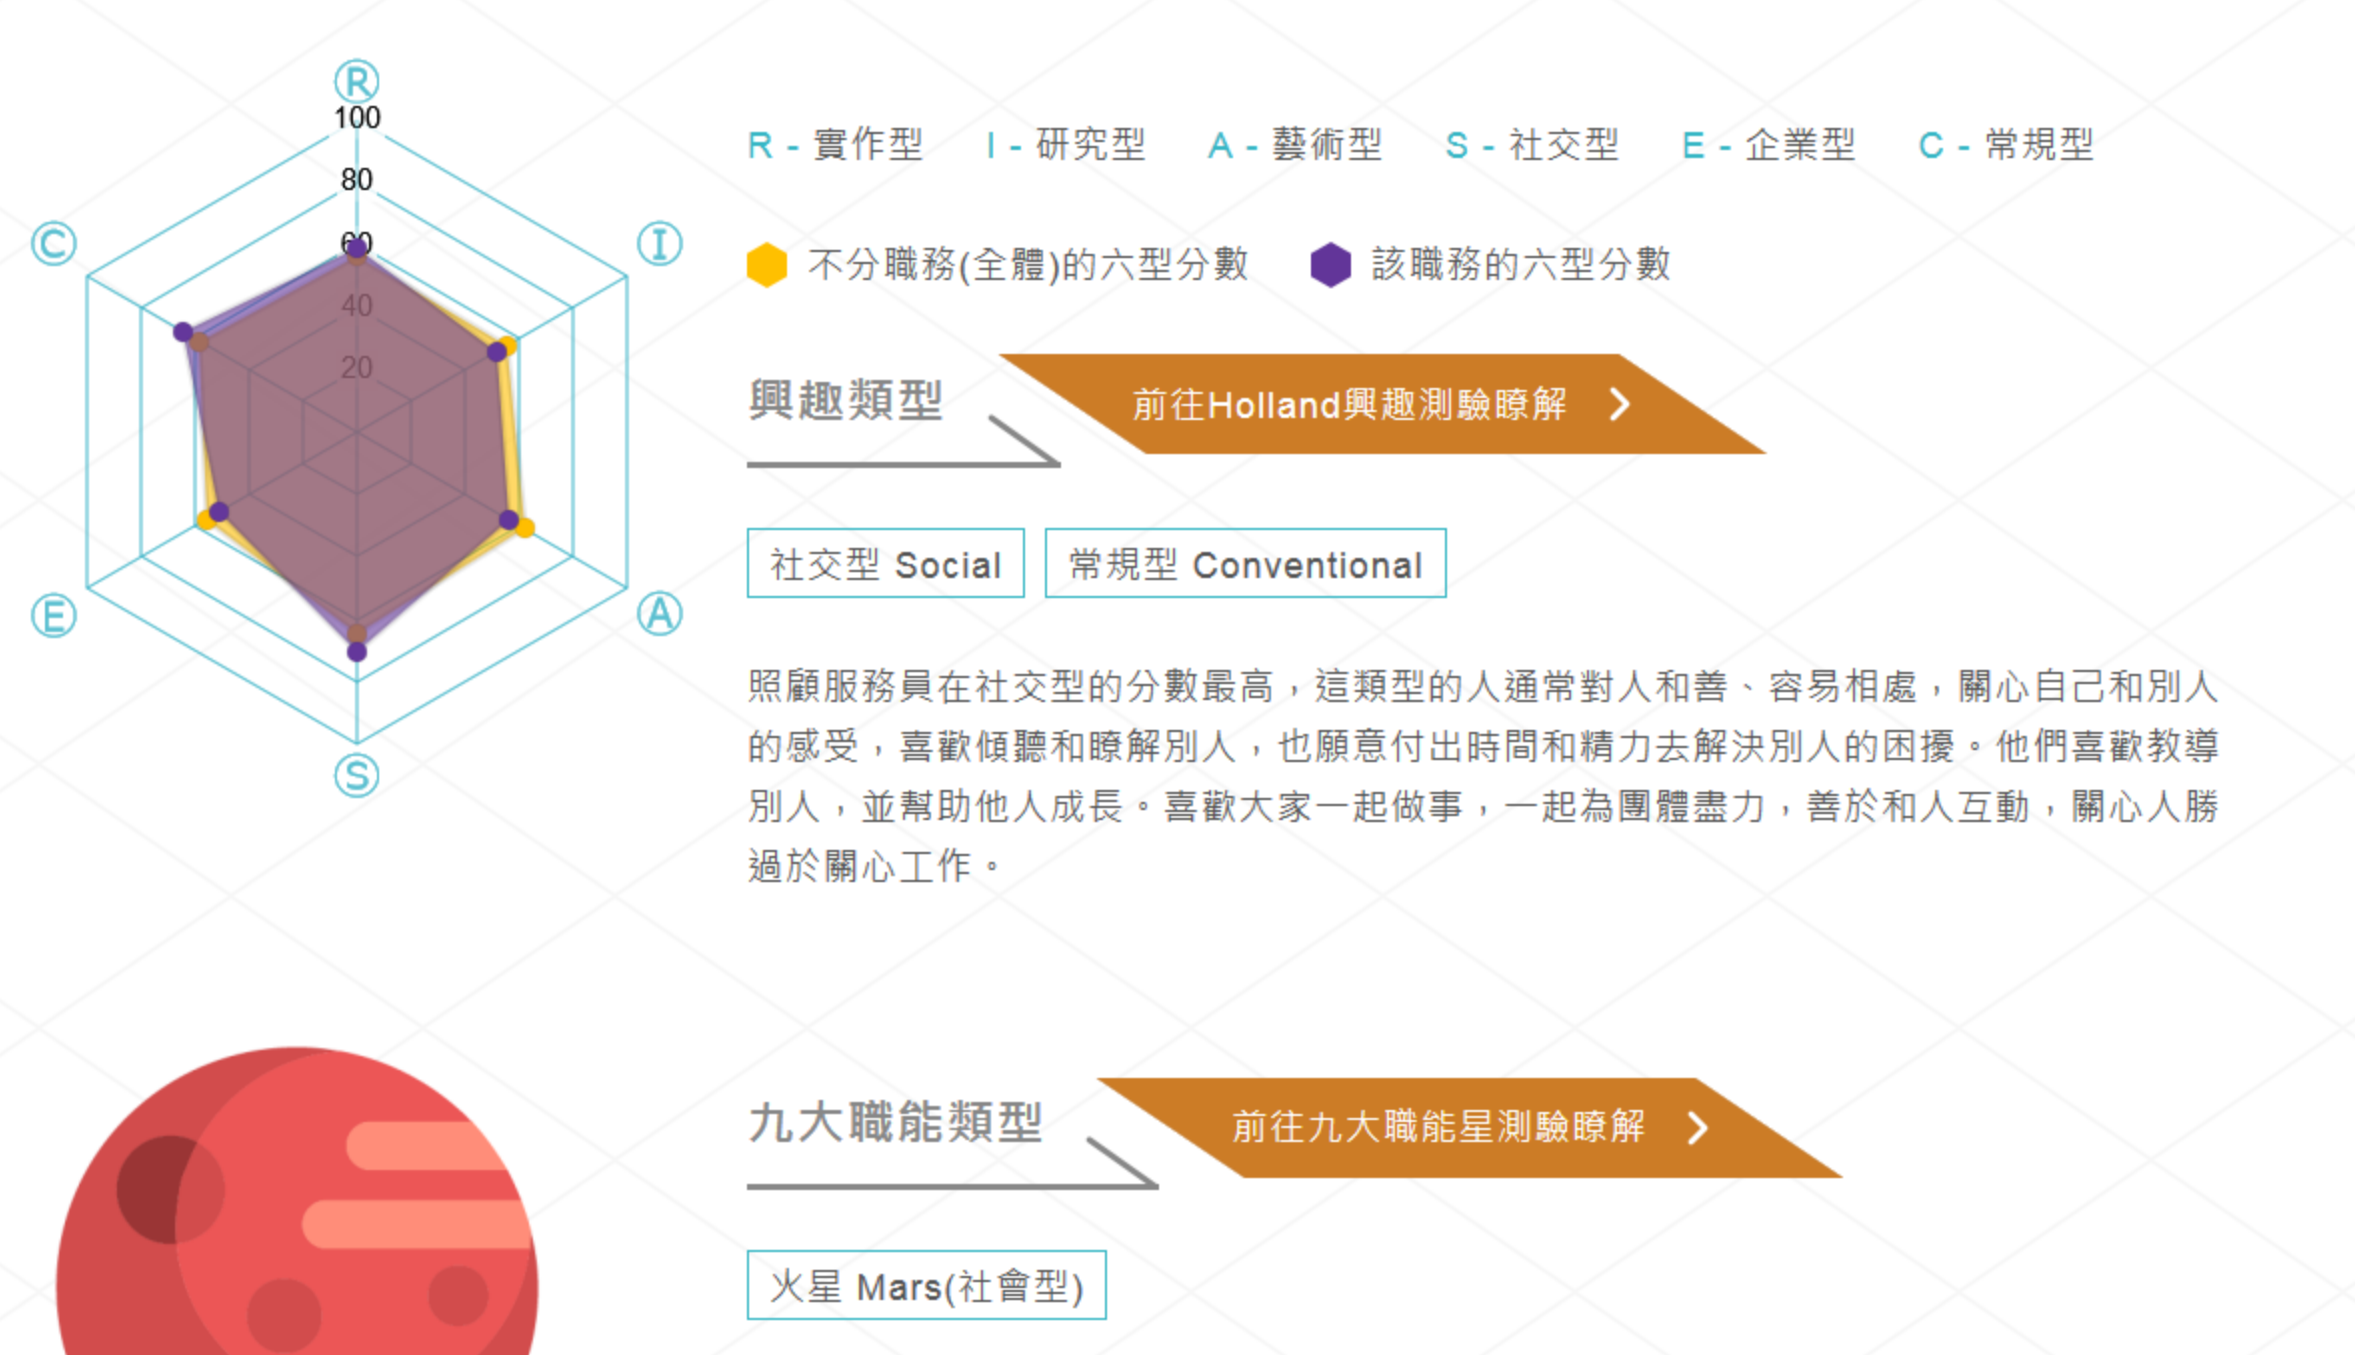 R
100
80
60
40
20
C
I
E
A
S
R - 實作型 I - 研究型 A - 藝術型 S - 社交型 E - 企業型 C - 常規型
不分職務(全體)的六型分數 該職務的六型分數
興趣類型 前往Holland興趣測驗瞭解
社交型 Social 常規型 Conventional
照顧服務員在社交型的分數最高，這類型的人通常對人和善、容易相處，關心自己和別人
的感受，喜歡傾聽和瞭解別人，也願意付出時間和精力去解決別人的困擾。他們喜歡教導
別人，並幫助他人成長。喜歡大家一起做事，一起為團體盡力，善於和人互動，關心人勝
過於關心工作。
九大職能類型 前往九大職能星測驗瞭解
火星 Mars(社會型)